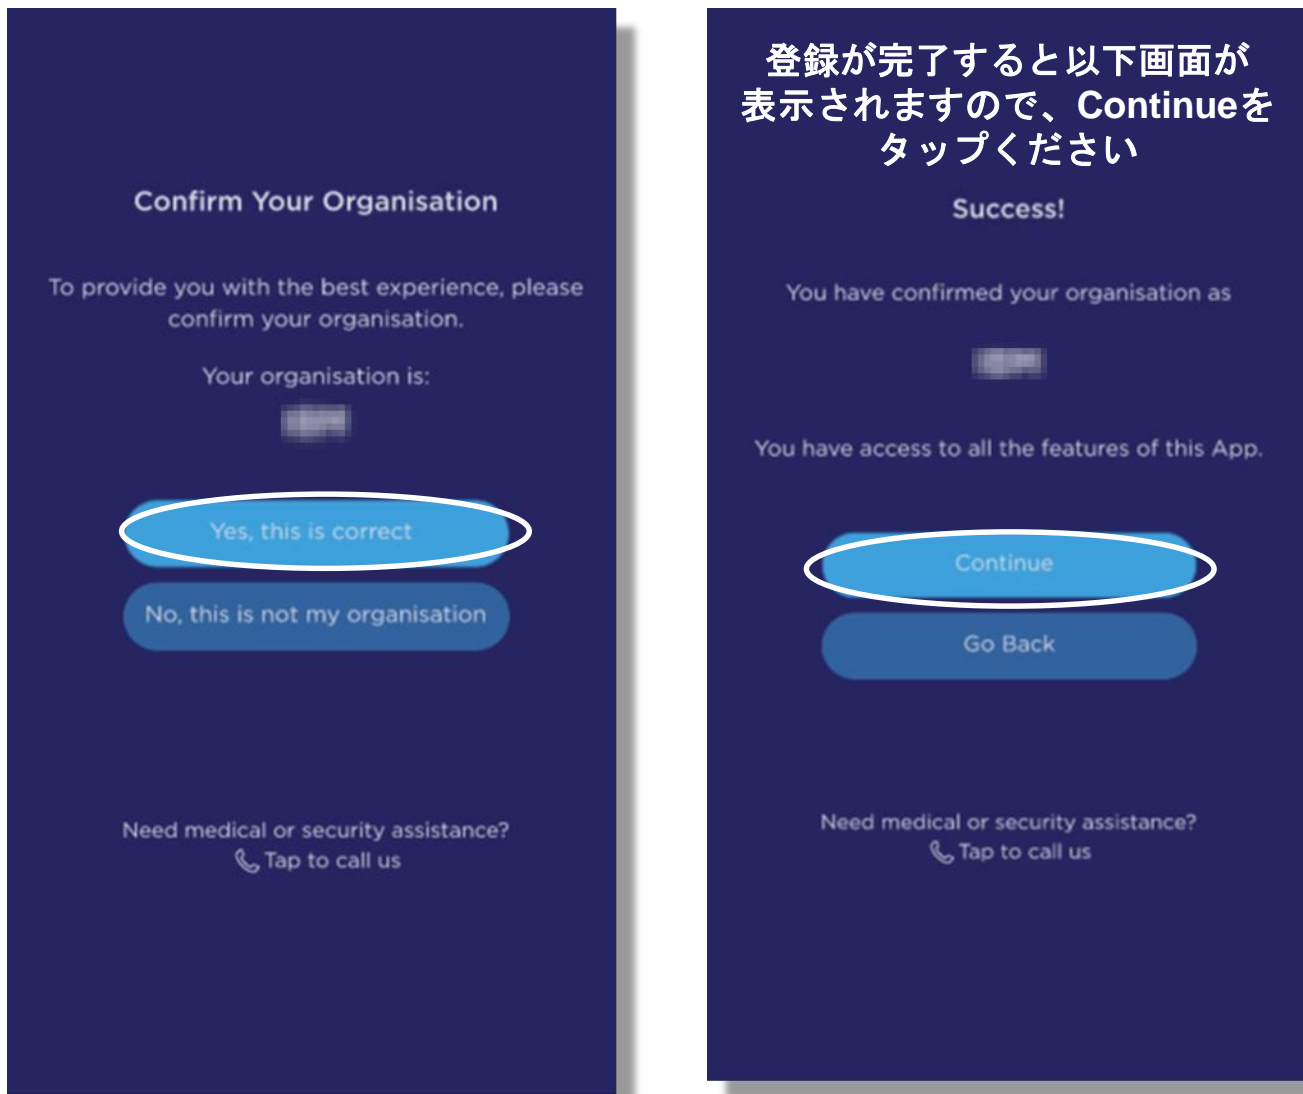 Confirm Your Organisation
To provide you with the best experience, please
confirm your organisation.
Your organisation is:
Yes, this is correct
No, this is not my organisation
Need medical or security assistance?
Tap to call us
登録が完了すると以下画面が
表示されますので、Continueを
タップください
Success!
You have confirmed your organisation as
You have access to all the features of this App.
Continue
Go Back
Need medical or security assistance?
Tap to call us